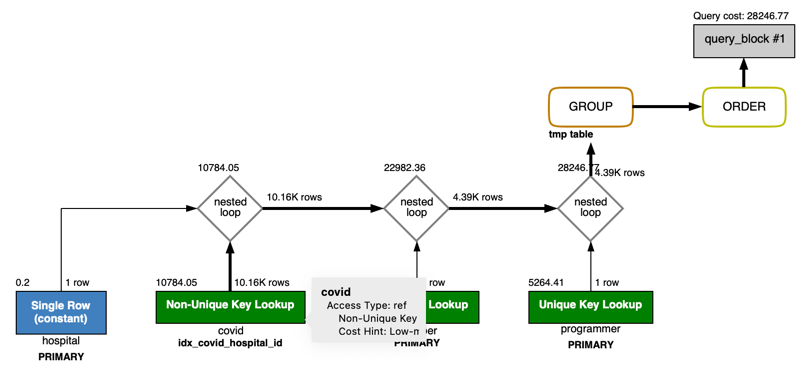 Query cost: 28246.77
query_block #1
GROUP
ORDER
tmp table
10784.05
22982.36
28246.77
4.39K rows
nested
loop
10.16K rows
nested
loop
4.39K rows
nested
loop
0.2
1 row
10784.05
10.16K rows
row
5264.41
1 row
Single Row
(constant)
Non-Unique Key Lookup
Lookup
Unique Key Lookup
covid
Access Type: ref
Non-Unique Key
Cost Hint: Low-
hospital
PRIMARY
covid
idx_covid_hospital_id
PRIMARY
programmer
PRIMARY